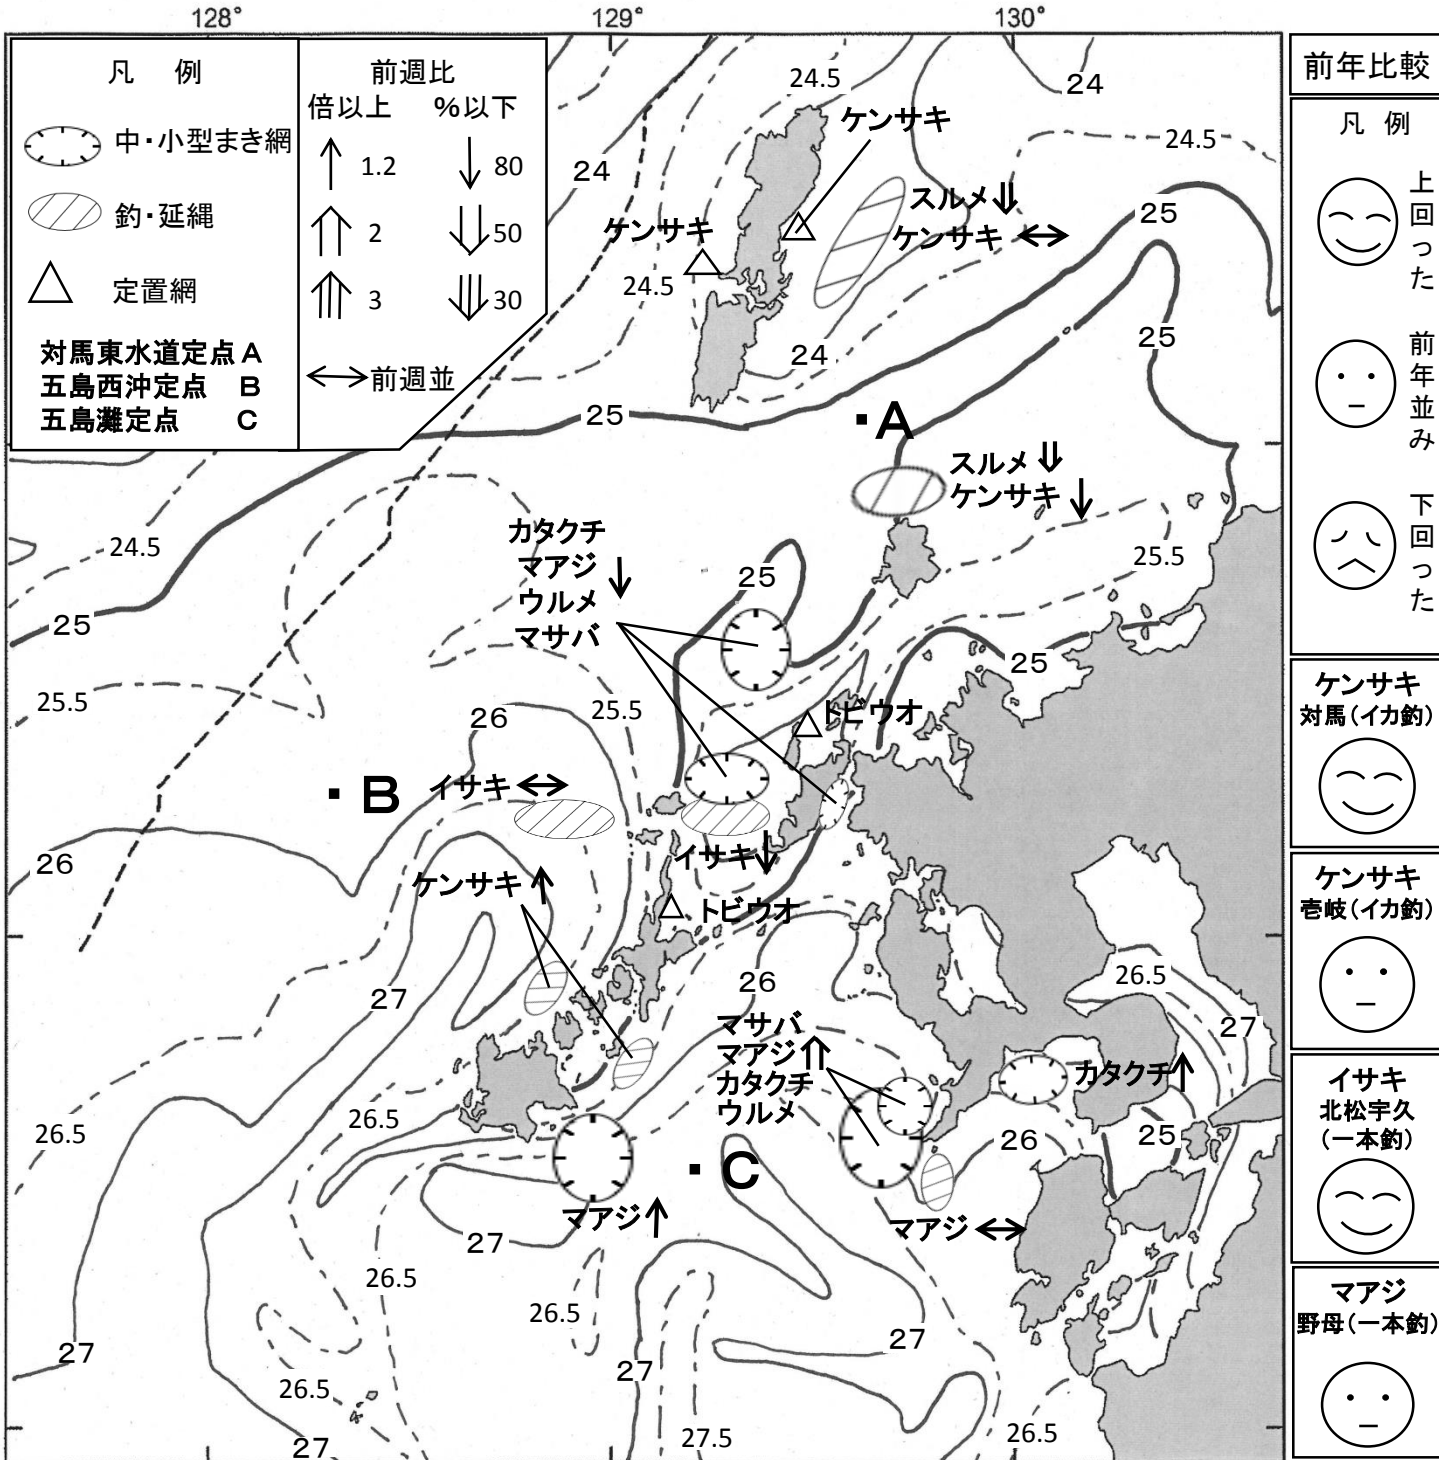 128°
129°
130°
凡 例
中・小型まき網
釣・延縄
定置網
対馬東水道定点 A
五島西沖定点 B
五島灘定点 C
前週比
倍以上 %以下
↑ 1.2 ↓ 80
2 50
3 30
↔前週並
前年比較
凡 例
上回った
前年並み
下回った
ケンサキ
対馬(イカ釣)
ケンサキ
壱岐(イカ釣)
イサキ
北松宇久
(一本釣)
マアジ
野母(一本釣)
24.5
24
ケンサキ
24.5
24
スルメ⇓
ケンサキ↔
25
ケンサキ
24.5
25
24
25
A
スルメ⇓
ケンサキ↓
カタクチ
マアジ↓
ウルメ
マサバ
24.5
25.5
25
25
25
25.5
25.5
26
トビウオ
B
イサキ↔
26
イサキ↓
ケンサキ↑
トビウオ
26.5
27
26
27
マサバ
マアジ⇑
カタクチ
ウルメ
カタクチ↑
26.5
26.5
26
25
C
マアジ↑
マアジ↔
27
26.5
26.5
27
27
27
26.5
27
27.5
26.5